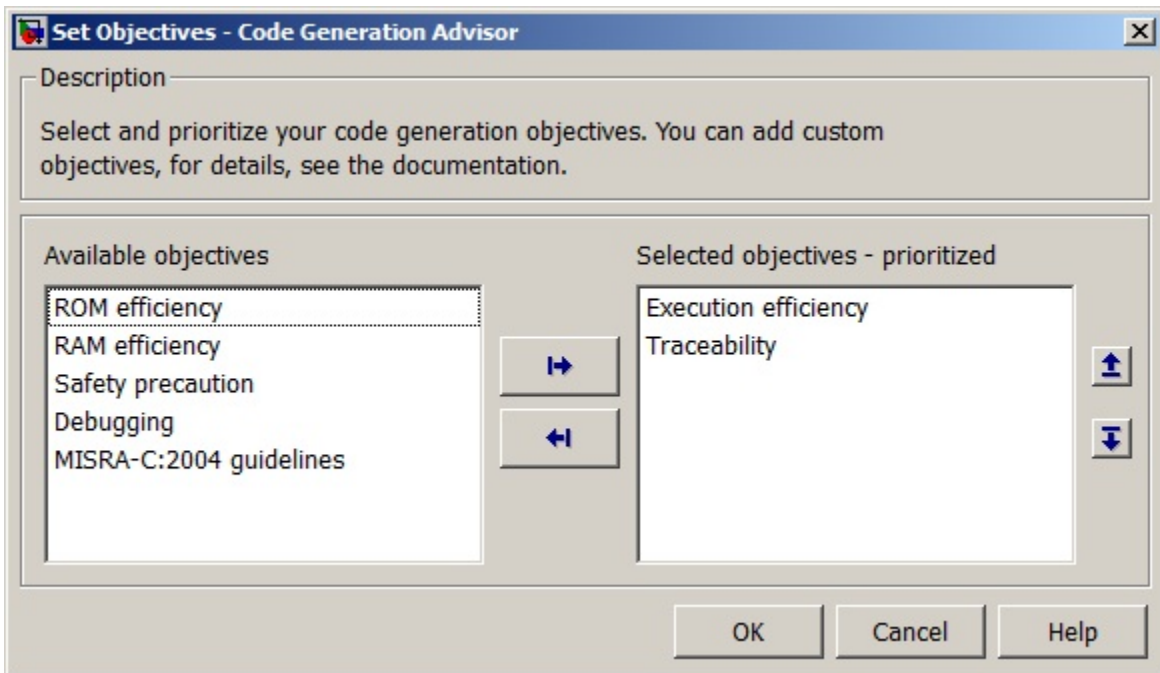 Set Objectives - Code Generation Advisor
Description
Select and prioritize your code generation objectives. You can add custom
objectives, for details, see the documentation.
Available objectives
ROM efficiency
RAM efficiency
Safety precaution
Debugging
MISRA-C:2004 guidelines
Selected objectives - prioritized
Execution efficiency
Traceability
OK
Cancel
Help